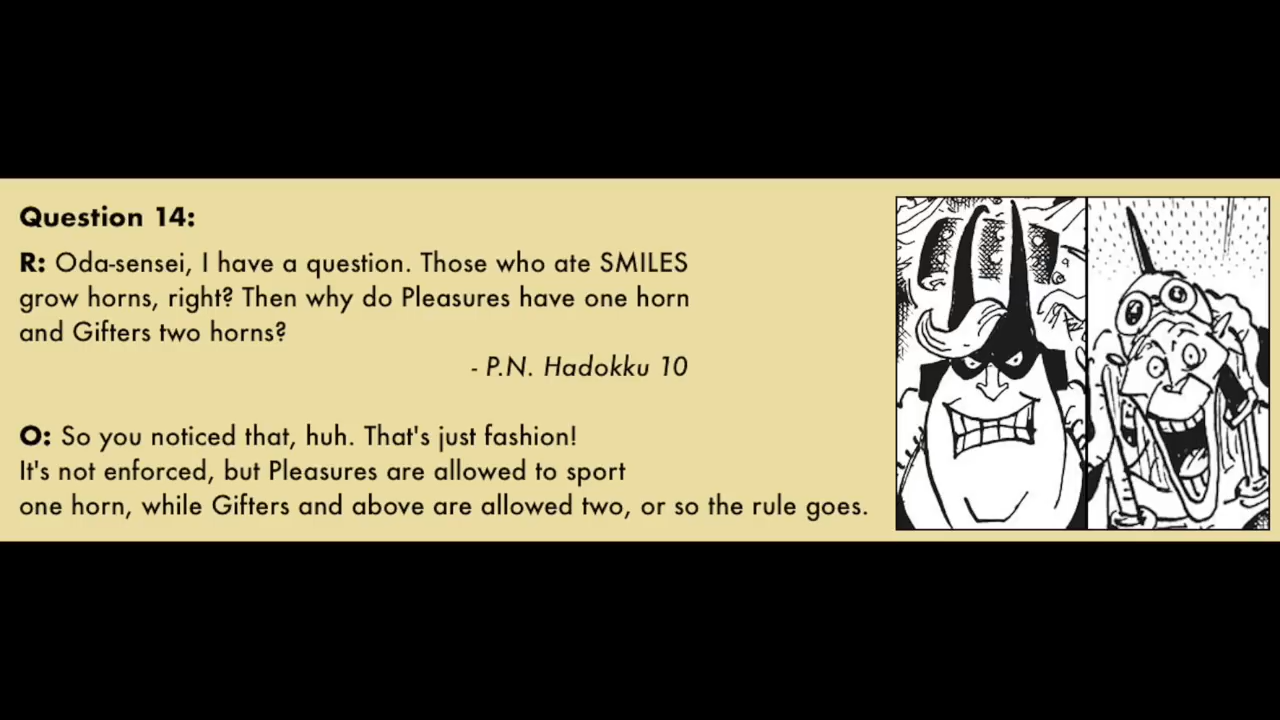 Question 14:
R: Oda-sensei, I have a question. Those who ate SMILES
grow horns, right? Then why do Pleasures have one horn
and Gifters two horns?
- P.N. Hadokku 10
O: So you noticed that, huh. That's just fashion!
It's not enforced, but Pleasures are allowed to sport
one horn, while Gifters and above are allowed two, or so the rule goes.